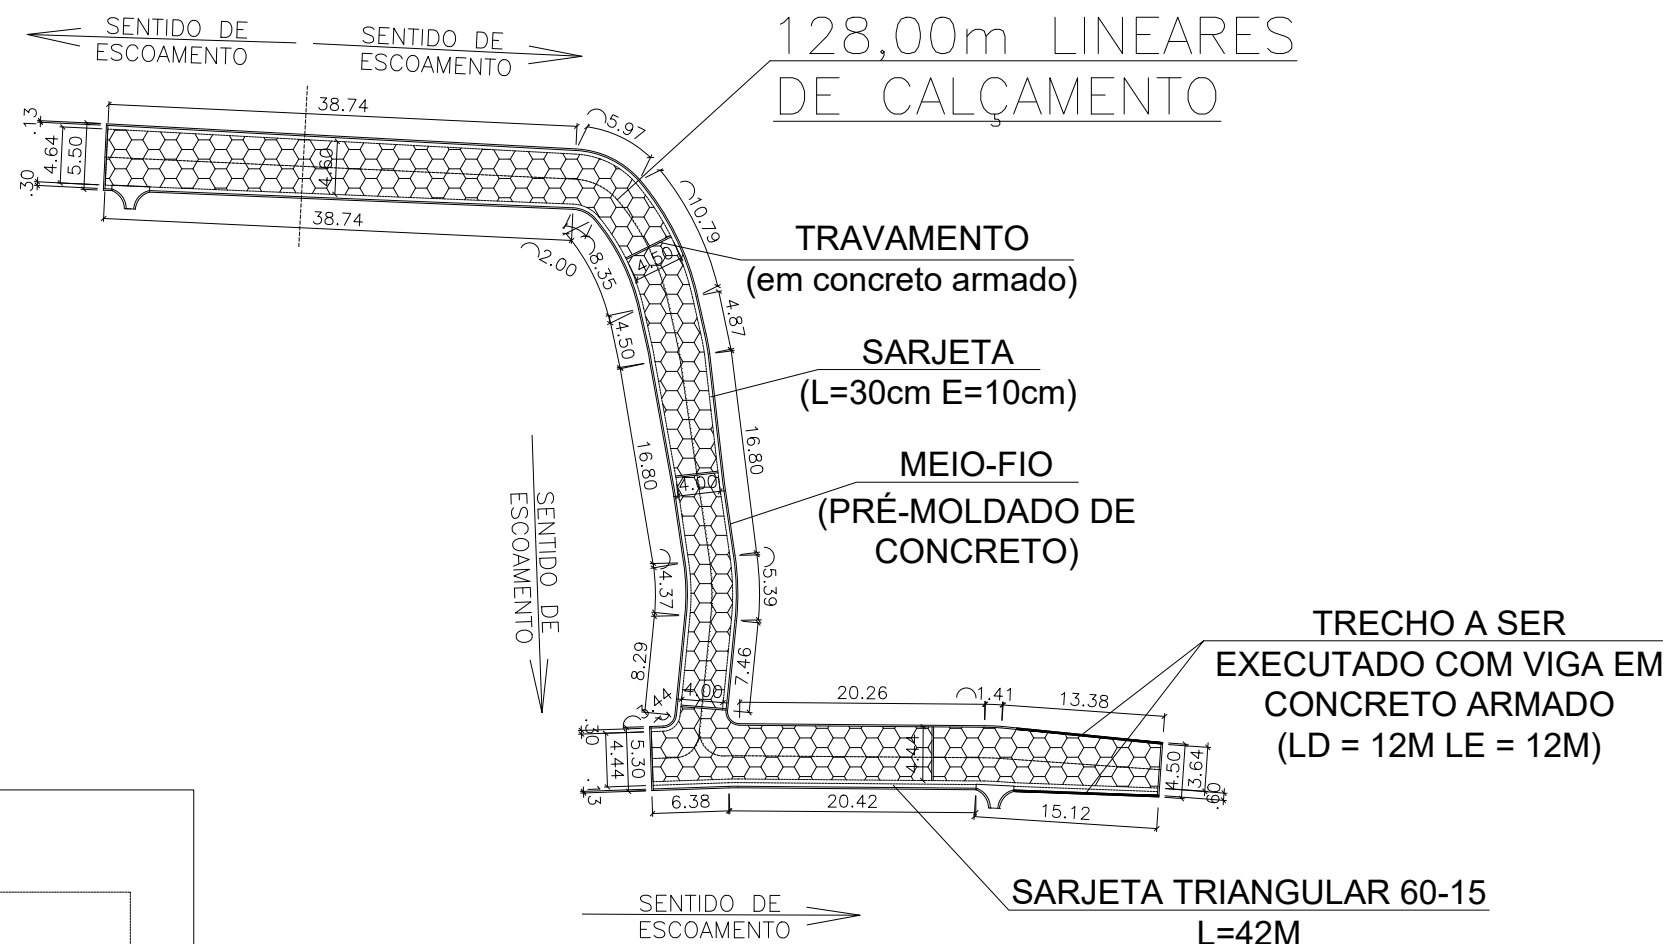 SENTIDO DE
ESCOAMENTO
SENTIDO DE
ESCOAMENTO
128,00m LINEARES
DE CALÇAMENTO
38.74
5.97
.13
4.64
5.50
.30
4.60
38.74
10.79
2.00
8.35
4.50
TRAVAMENTO
(em concreto armado)
4.50
4.87
SARJETA
(L=30cm E=10cm)
16.80
16.80
MEIO-FIO
(PRÉ-MOLDADO DE
CONCRETO)
4.00
SENTIDO DE
ESCOAMENTO
4.37
5.39
8.29
7.46
4.00
TRECHO A SER
EXECUTADO COM VIGA EM
CONCRETO ARMADO
(LD = 12M LE = 12M)
20.26
1.41
13.38
.30
4.44
5.30
.13
4.44
4.50
3.64
.60
6.38
20.42
15.12
SARJETA TRIANGULAR 60-15
L=42M
SENTIDO DE
ESCOAMENTO